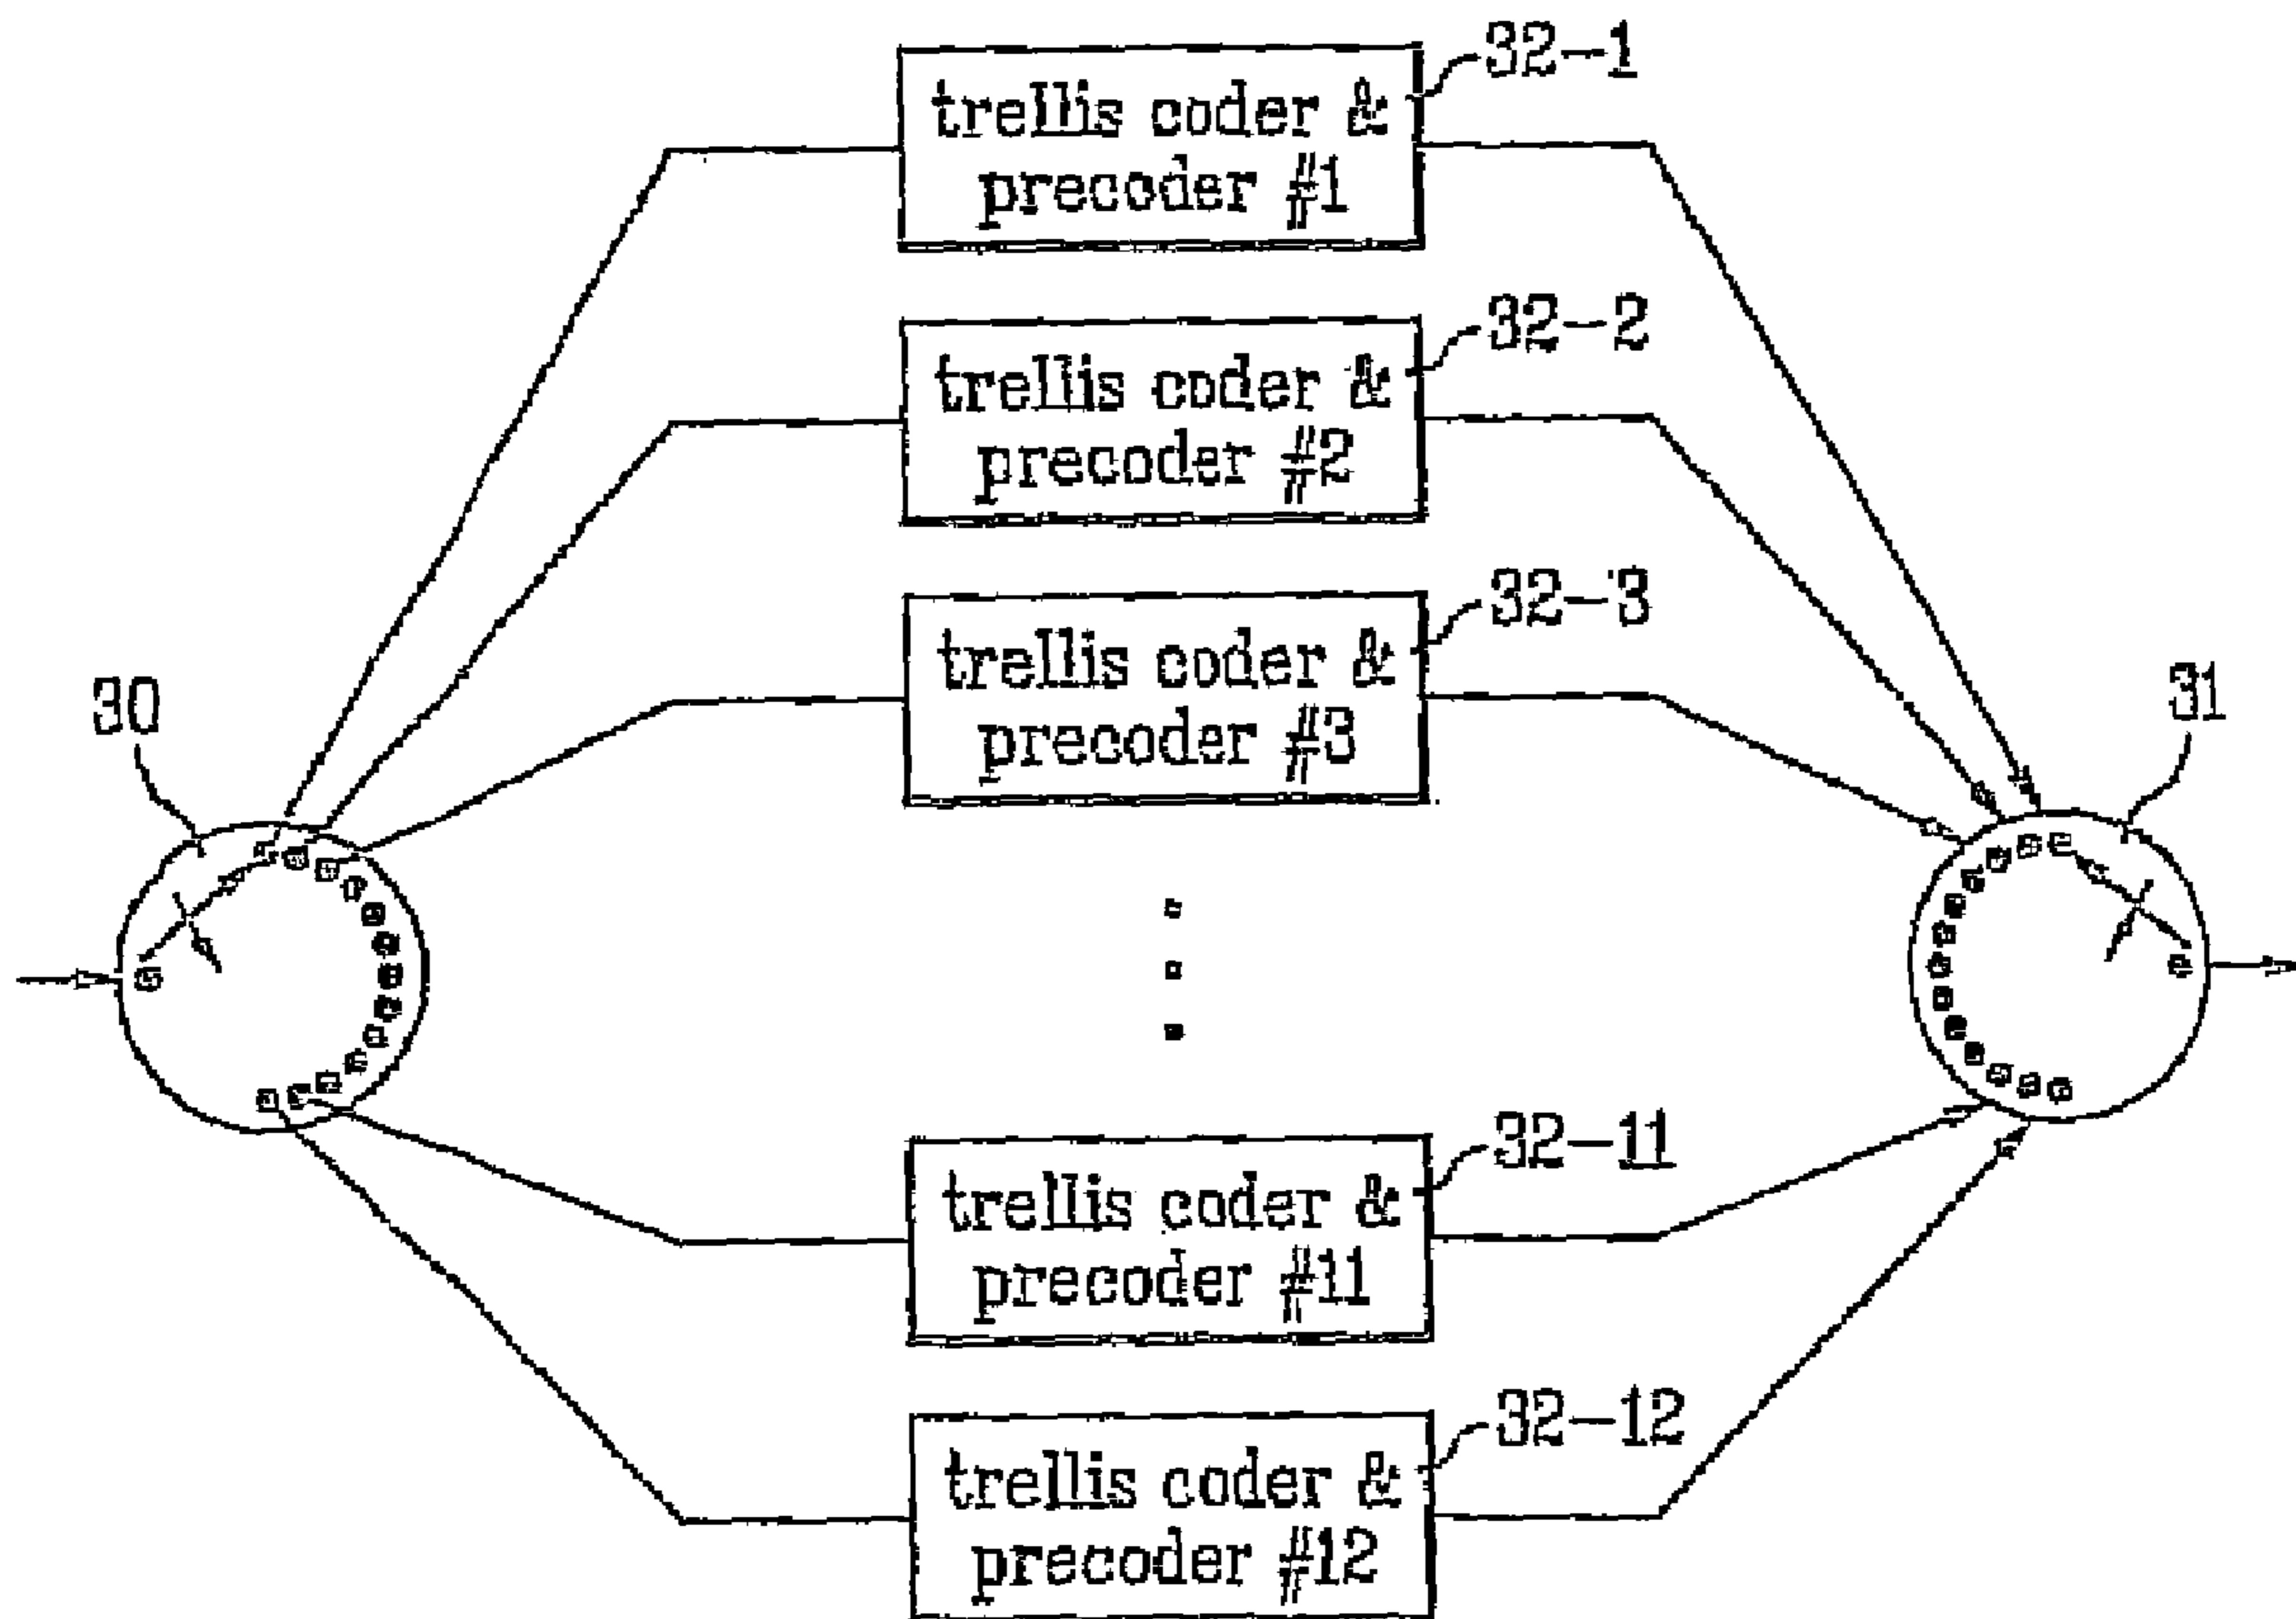 32-1
trellis coder &
precoder #1
32-2
trellis coder &
precoder #2
32-3
trellis coder &
precoder #3
30
31
32-11
trellis coder &
precoder #11
32-12
trellis coder &
precoder #12